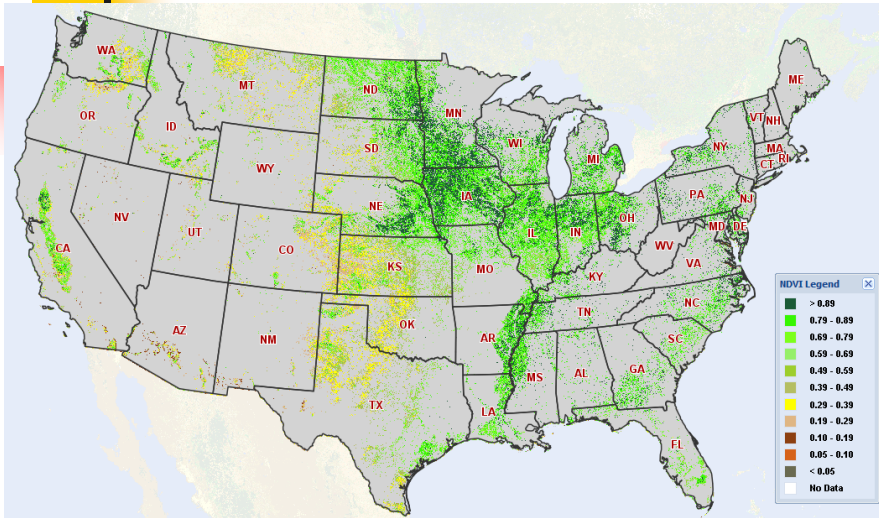 WA
MT
ND
MN
ME
OR
ID
SD
WI
MI
VT
NH
NY
MA
CT
RI
WY
IA
PA
NJ
NE
NV
UT
CO
IL
IN
OH
MD
DE
CA
KS
MO
WV
VA
KY
AZ
NM
OK
AR
TN
NC
SC
TX
LA
MS
AL
GA
FL
NDVI Legend
> 0.89
0.79 - 0.89
0.69 - 0.79
0.59 - 0.69
0.49 - 0.59
0.39 - 0.49
0.29 - 0.39
0.19 - 0.29
0.10 - 0.19
0.05 - 0.10
< 0.05
No Data